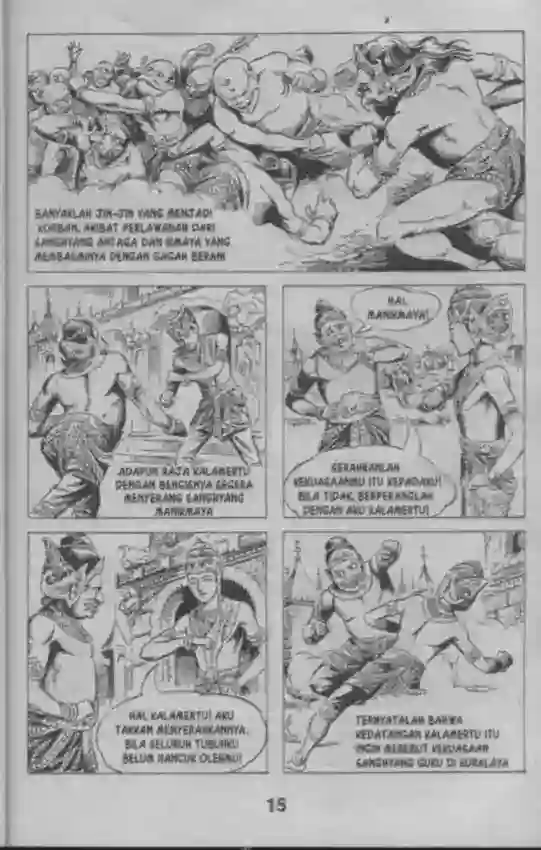 BANYAKLAH JIN-JIN YANG MENJADI
KORBAN, AKIBAT PERLAWANAN DARI
SANGHYANG ANTAGA DAN ISMAYA YANG
MEMBASMINYA DENGAN GAGAH BERANI
ADAPUN RAJA KALAMERTU
DENGAN BENGISNYA SEGERA
MENYERANG SANGHYANG
MANIKMAYA
HAI,
MANIKMAYA!
SERAHKANLAH
KEKUASAANMU ITU KEPADAKU!
BILA TIDAK, BERPERANGLAH
DENGAN AKU KALAMERTU!
HAI, KALAMERTU! AKU
TAKKAN MENYERAHKANNYA,
BILA SELURUH TUBUHKU
BELUM HANCUR OLEHMU!
TERNYATALAH BAHWA
KEDATANGAN KALAMERTU ITU
INGIN MEREBUT KEKUASAAN
SANGHYANG GURU DI SURALAYA
15